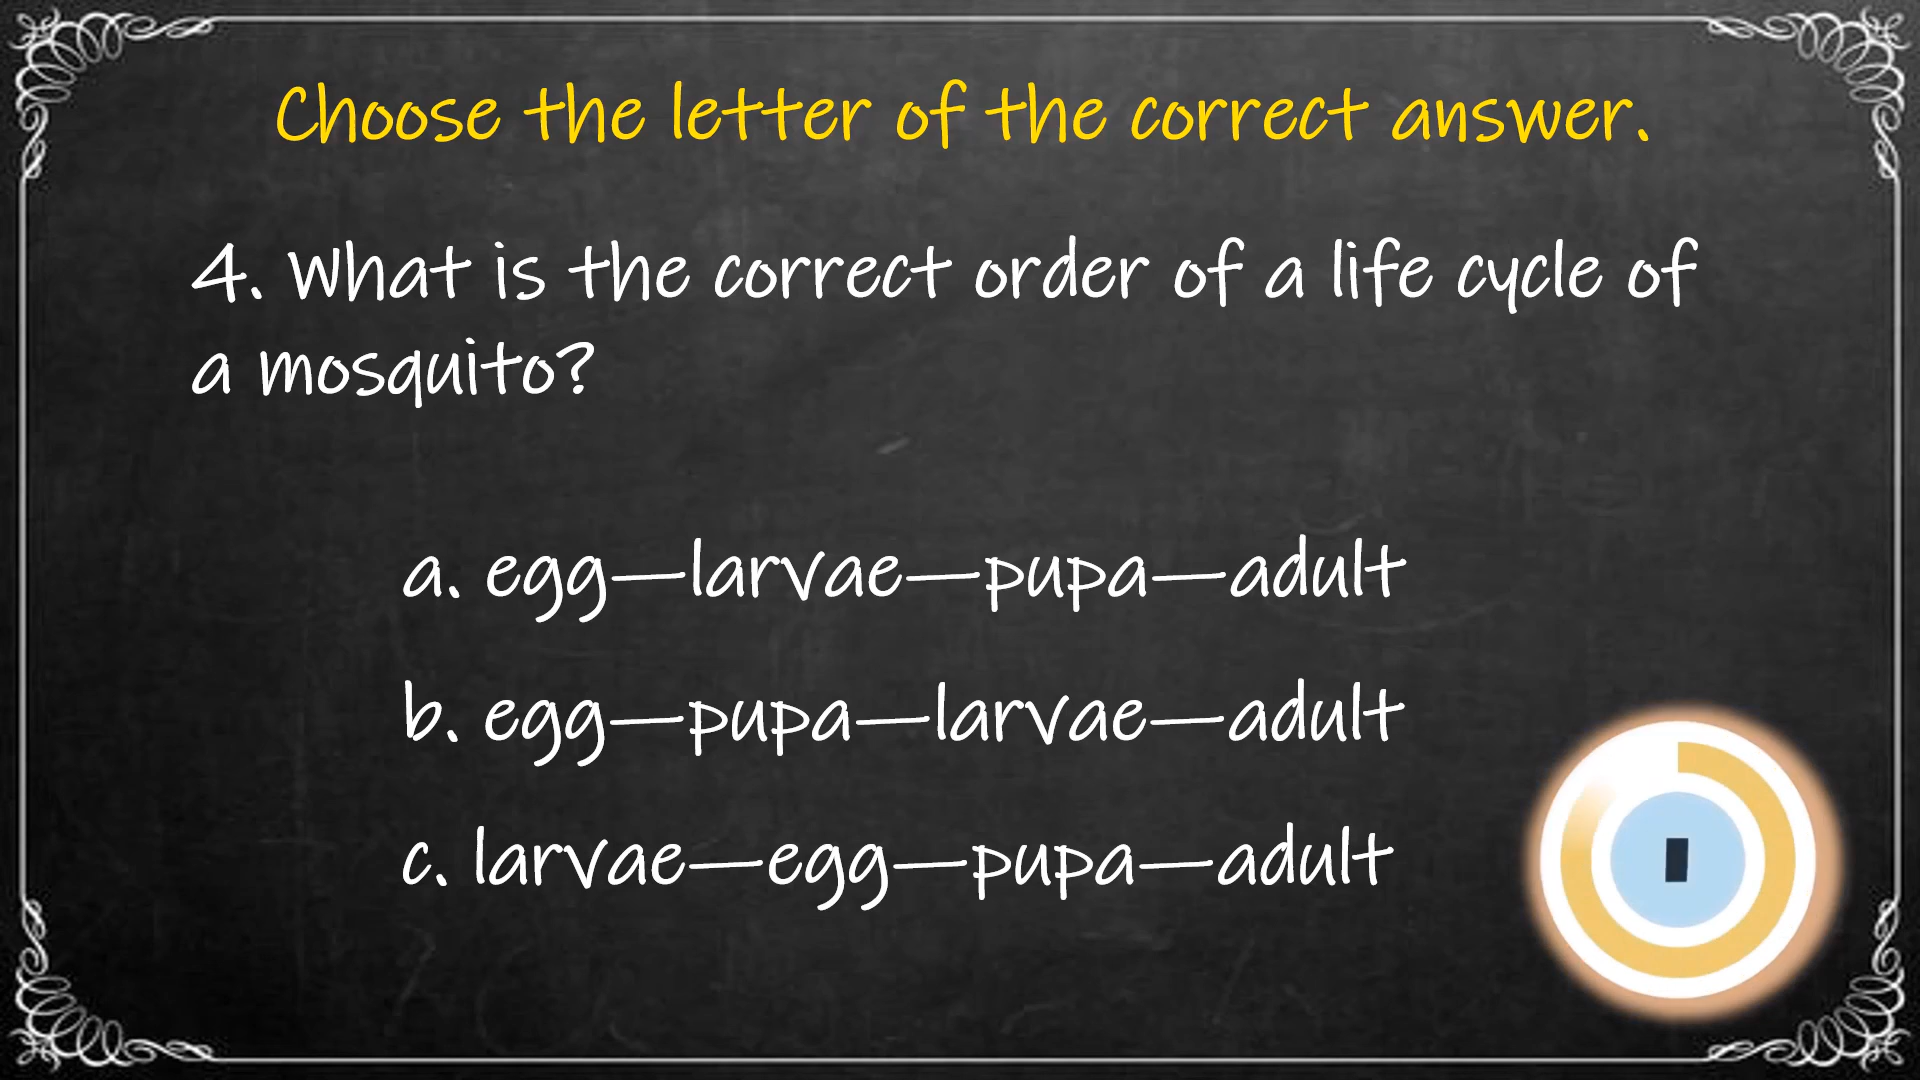 Choose the letter of the correct answer.
4. What is the correct order of a life cycle of
a mosquito?
a. egg—larvae—pupa—adult
b. egg—pupa—larvae—adult
c. larvae—egg—pupa—adult